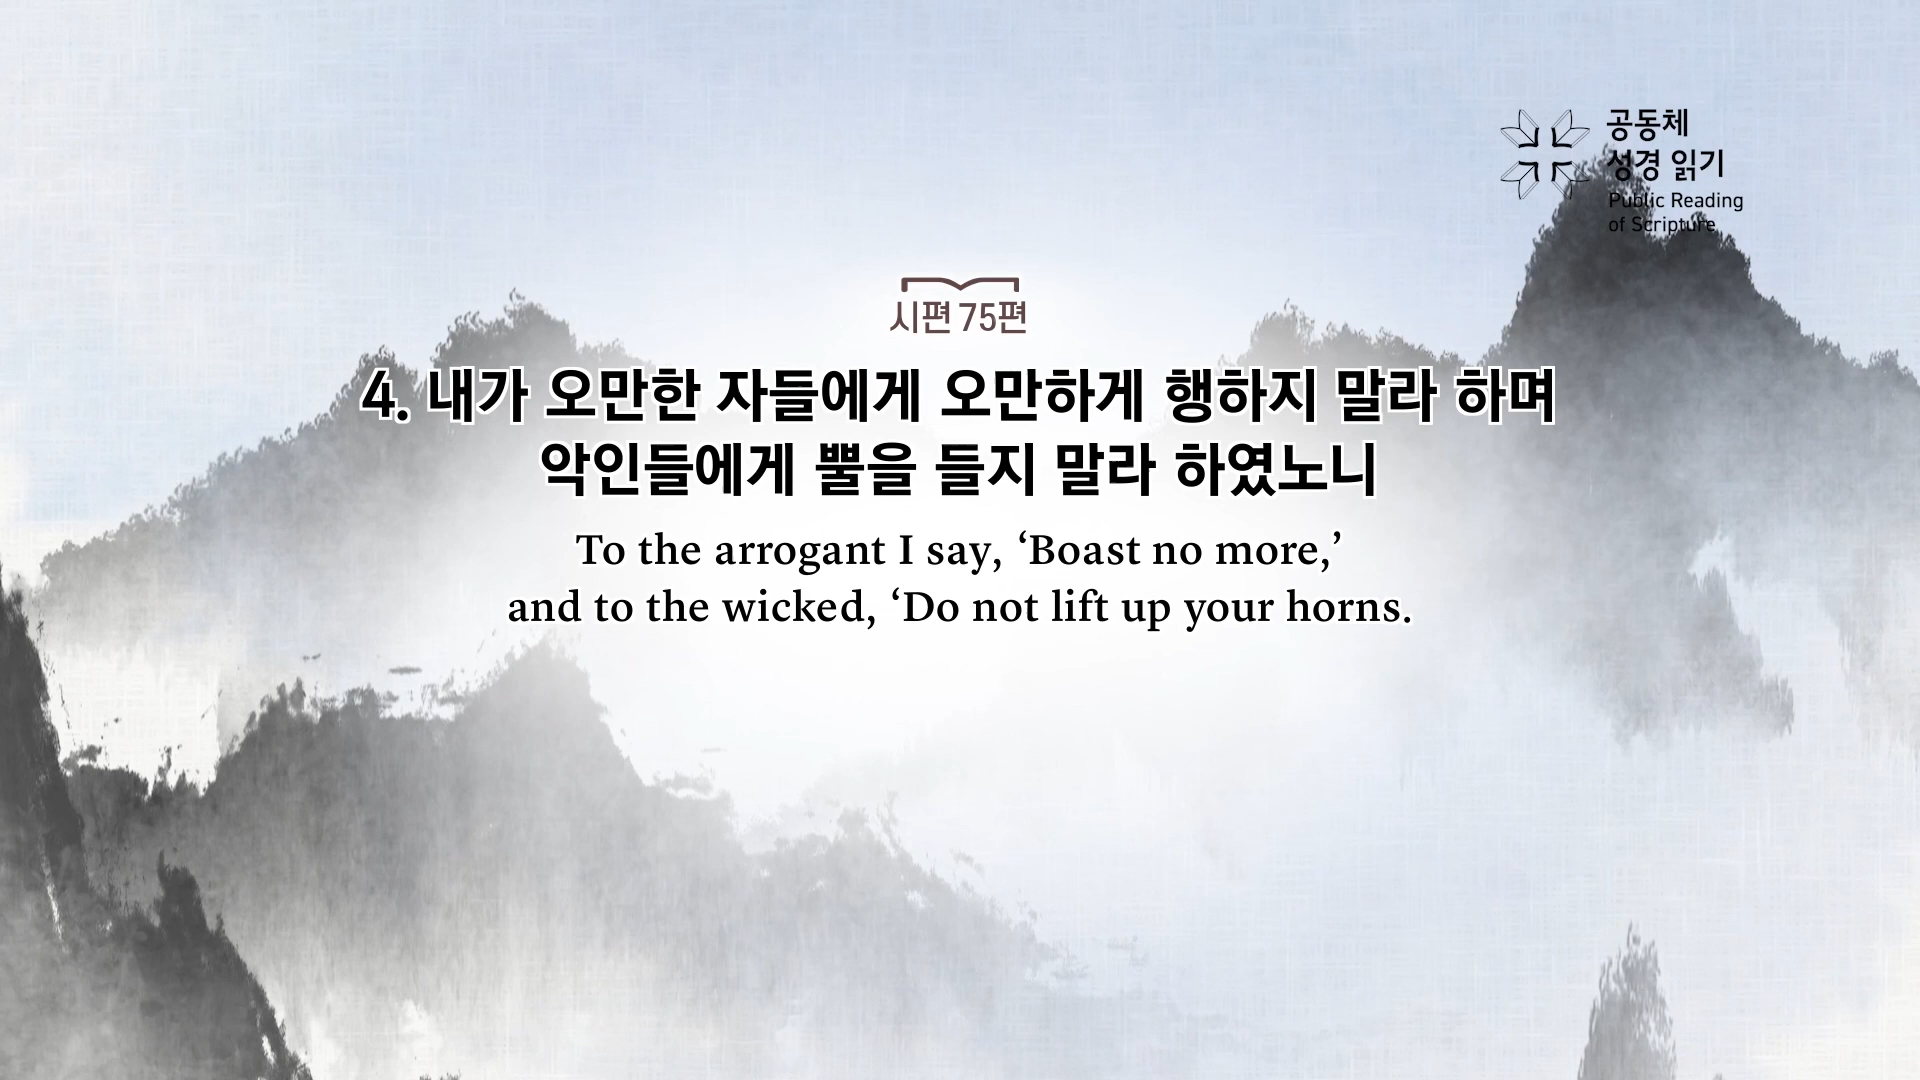 공동체
성경 읽기
Public Reading
of Scripture
시편 75편
4. 내가 오만한 자들에게 오만하게 행하지 말라 하며
악인들에게 뿔을 들지 말라 하였노니
To the arrogant I say, ‘Boast no more,’
and to the wicked, ‘Do not lift up your horns.